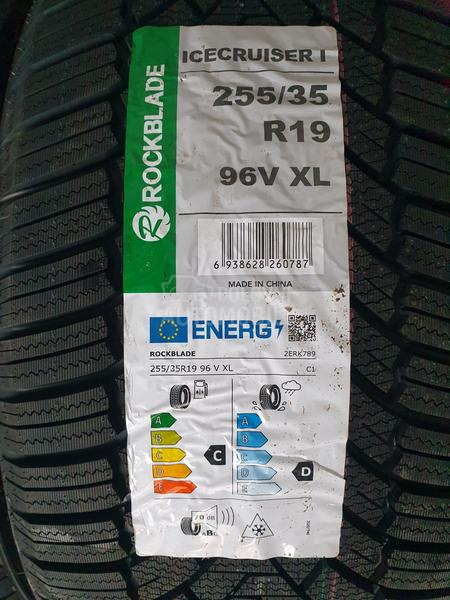 ROCKBLADE
ICECRUISER I
255/35
R19
96V XL
6 938628 260787
MADE IN CHINA
ENERG
ROCKBLADE 2ERK789
255/35R19 96 V XL C1
A
B
C
D
E
C
A
B
C
D
E
D